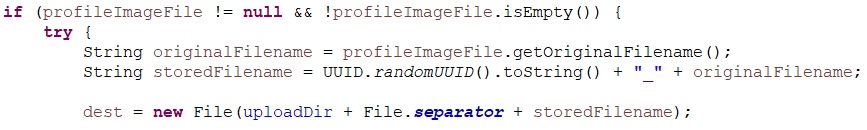 if (profileImageFile != null && !profileImageFile.isEmpty()) {
    try {
        String originalFilename = profileImageFile.getOriginalFilename();
        String storedFilename = UUID.randomUUID().toString() + "_" + originalFilename;

        dest = new File(uploadDir + File.separator + storedFilename);